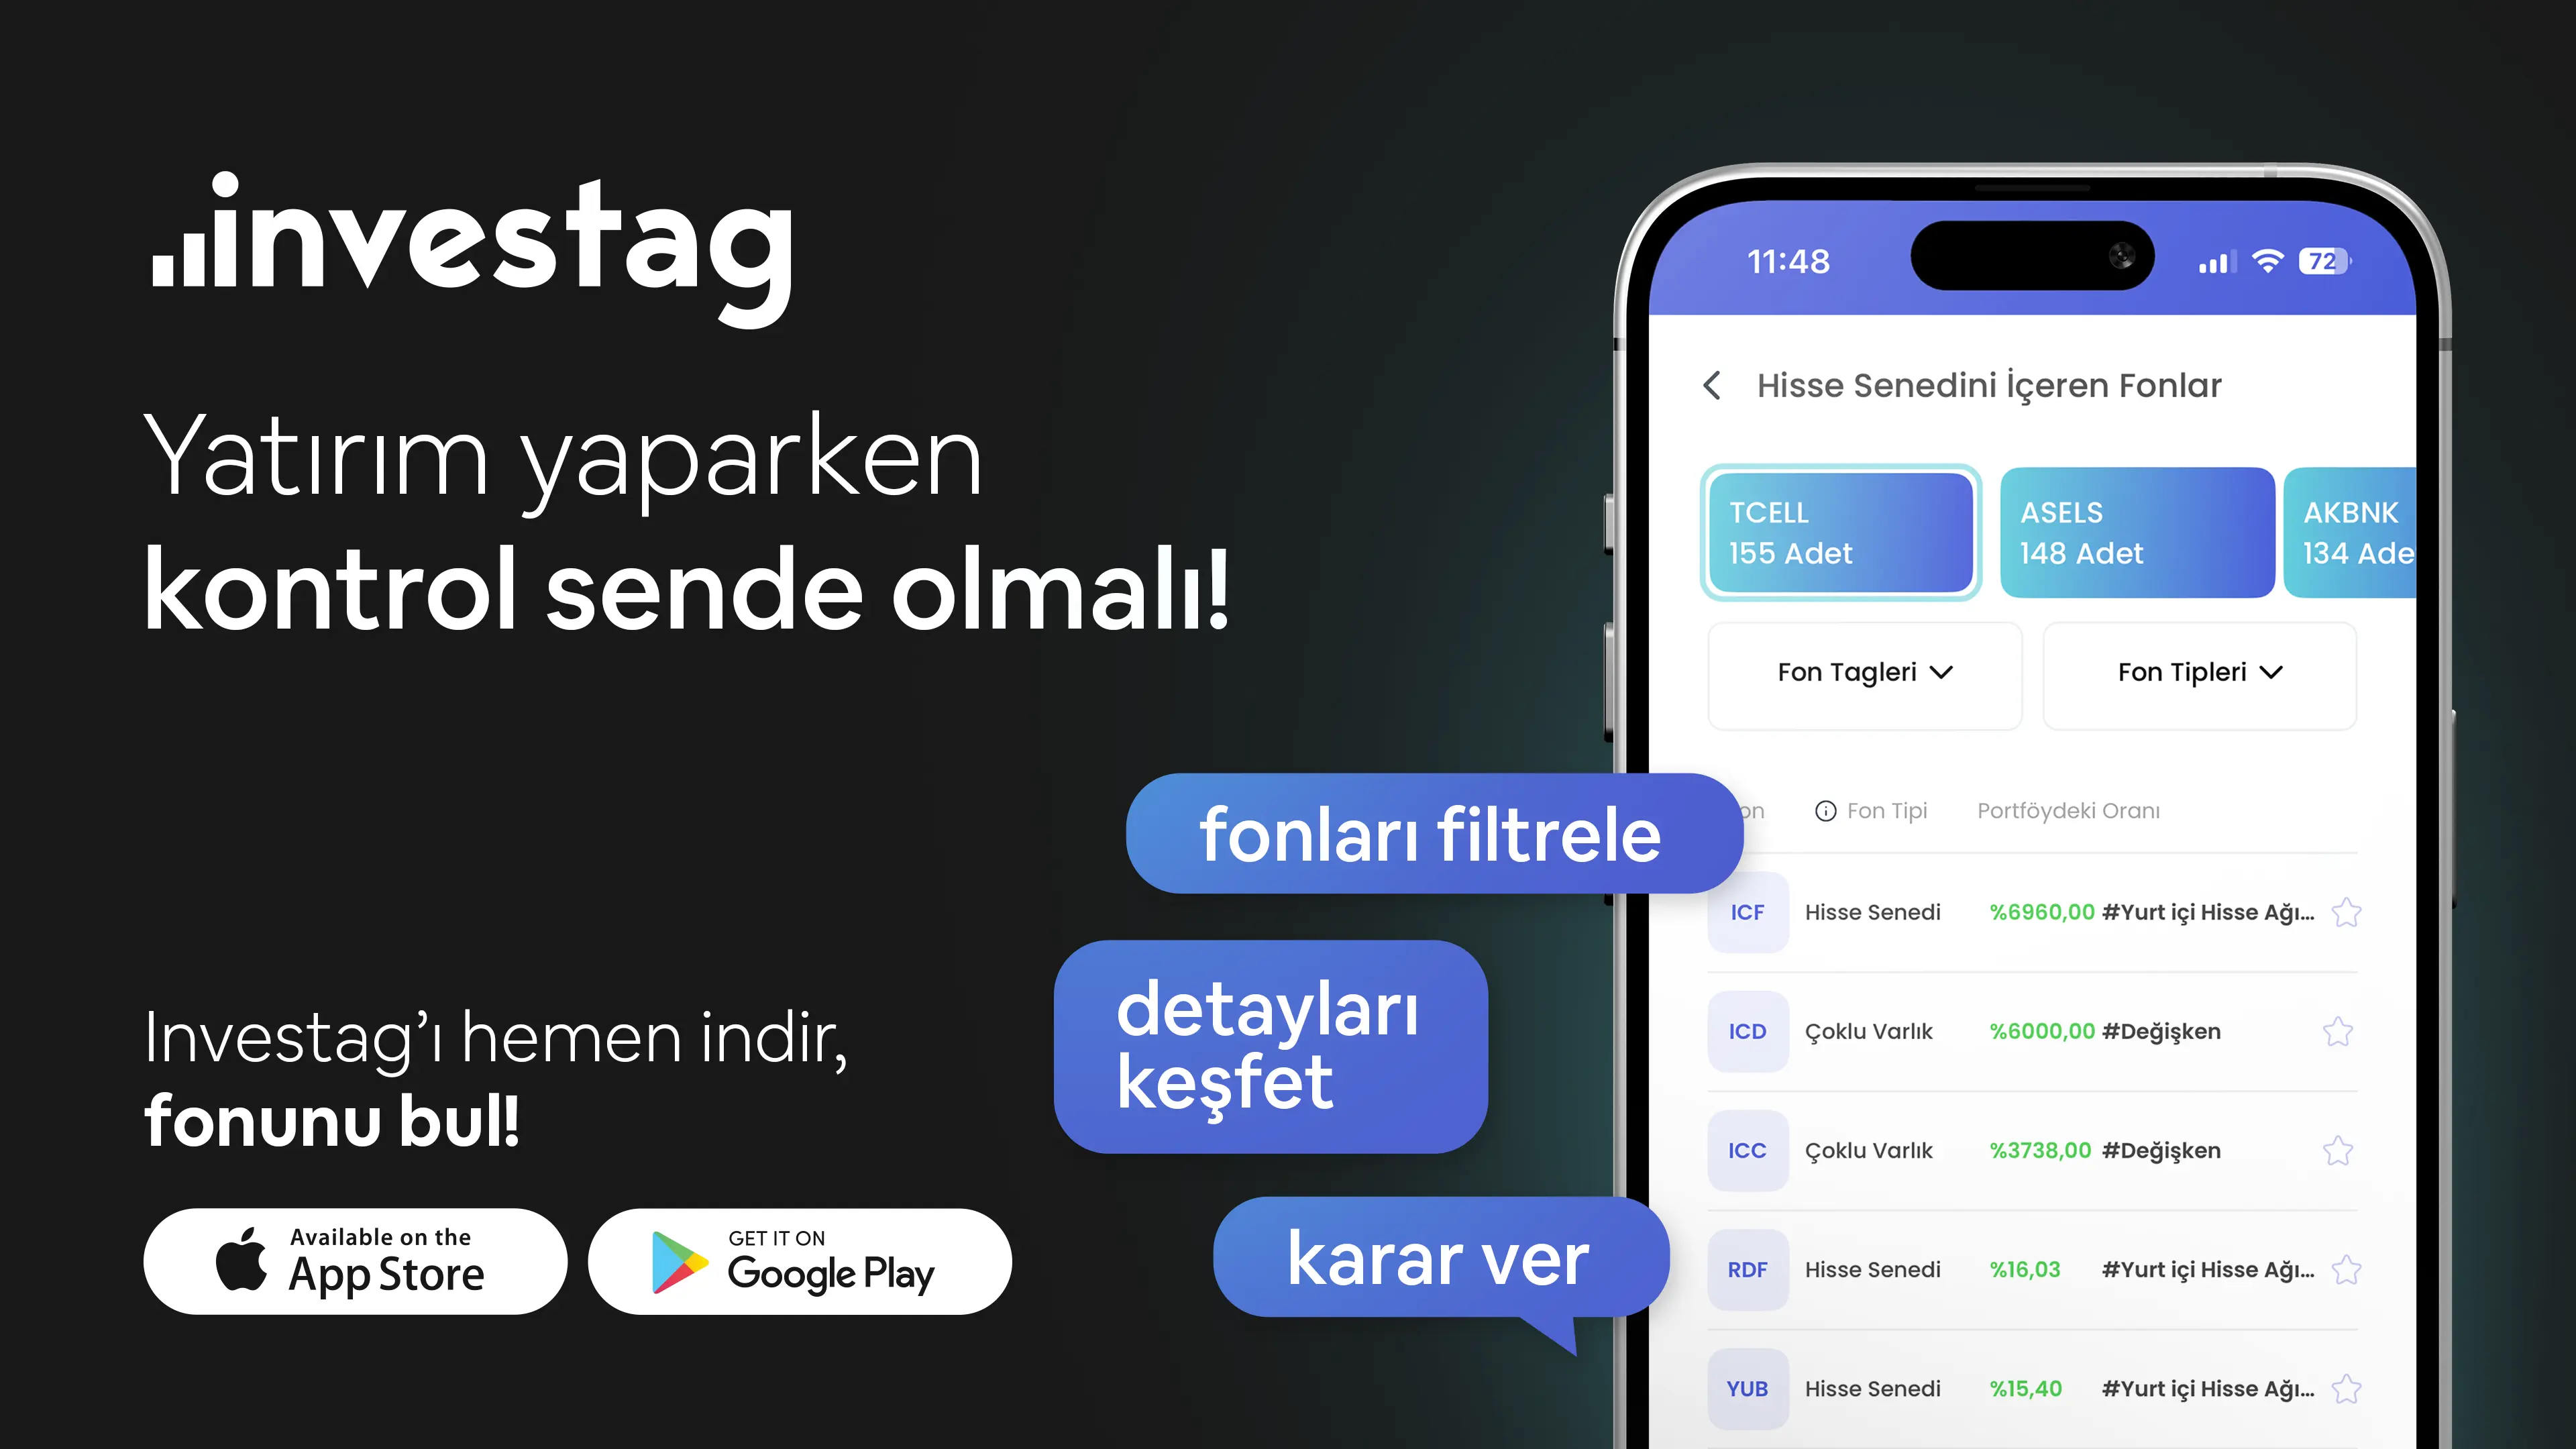 investag
Yatırım yaparken
kontrol sende olmalı!
Investag’ı hemen indir,
fonunu bul!
Available on the
App Store
GET IT ON
Google Play
fonları filtrele
detayları
keşfet
karar ver
11:48
72
Hisse Senedini İçeren Fonlar
TCELL
155 Adet
ASELS
148 Adet
AKBNK
134 Ade
Fon Tagleri
Fon Tipleri
on Fon Tipi Portföydeki Oranı
ICF Hisse Senedi %6960,00 #Yurt içi Hisse Ağı...
ICD Çoklu Varlık %6000,00 #Değişken
ICC Çoklu Varlık %3738,00 #Değişken
RDF Hisse Senedi %16,03 #Yurt içi Hisse Ağı...
YUB Hisse Senedi %15,40 #Yurt içi Hisse Ağı...